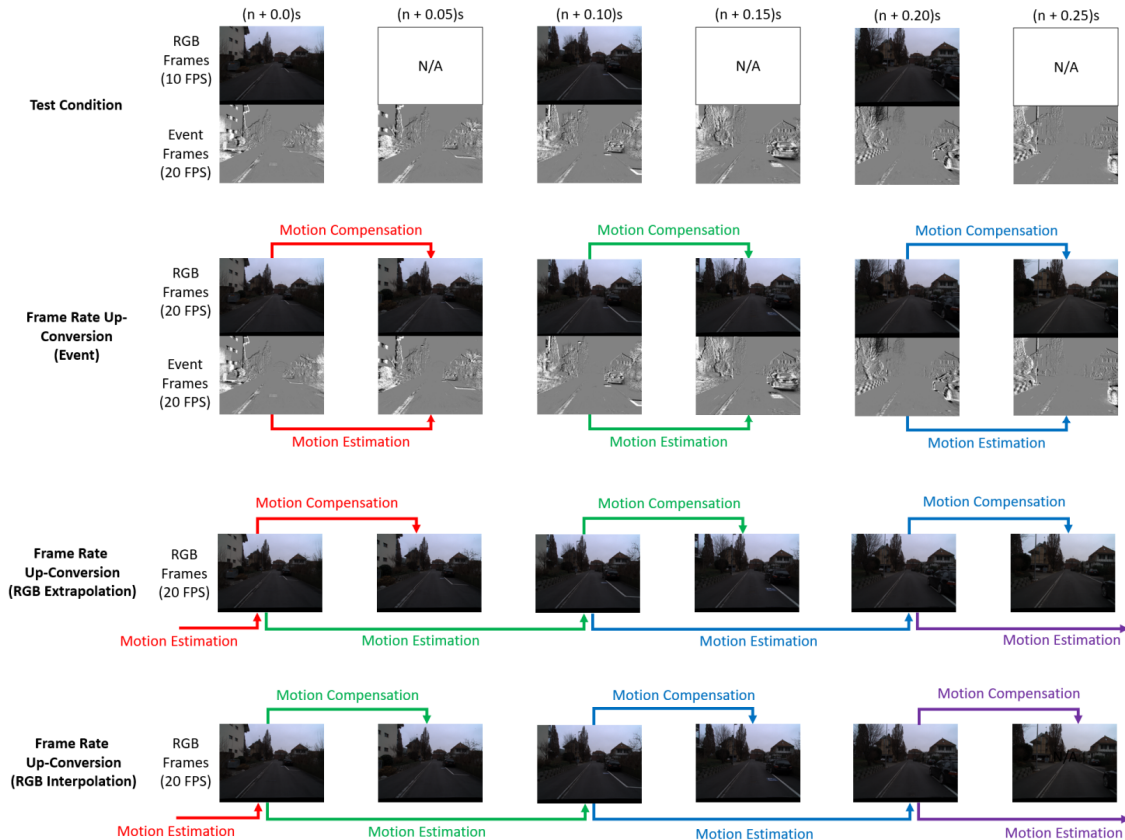 (n + 0.0)s
(n + 0.05)s
(n + 0.10)s
(n + 0.15)s
(n + 0.20)s
(n + 0.25)s
Test Condition
RGB
Frames
(10 FPS)
N/A
N/A
N/A
Event
Frames
(20 FPS)
Motion Compensation
Motion Compensation
Motion Compensation
Frame Rate Up-
Conversion
(Event)
RGB
Frames
(20 FPS)
Event
Frames
(20 FPS)
Motion Estimation
Motion Estimation
Motion Estimation
Motion Compensation
Motion Compensation
Motion Compensation
Frame Rate
Up-Conversion
(RGB Extrapolation)
RGB
Frames
(20 FPS)
Motion Estimation
Motion Estimation
Motion Estimation
Motion Estimation
Motion Compensation
Motion Compensation
Motion Compensation
Frame Rate
Up-Conversion
(RGB Interpolation)
RGB
Frames
(20 FPS)
Motion Estimation
Motion Estimation
Motion Estimation
Motion Estimation